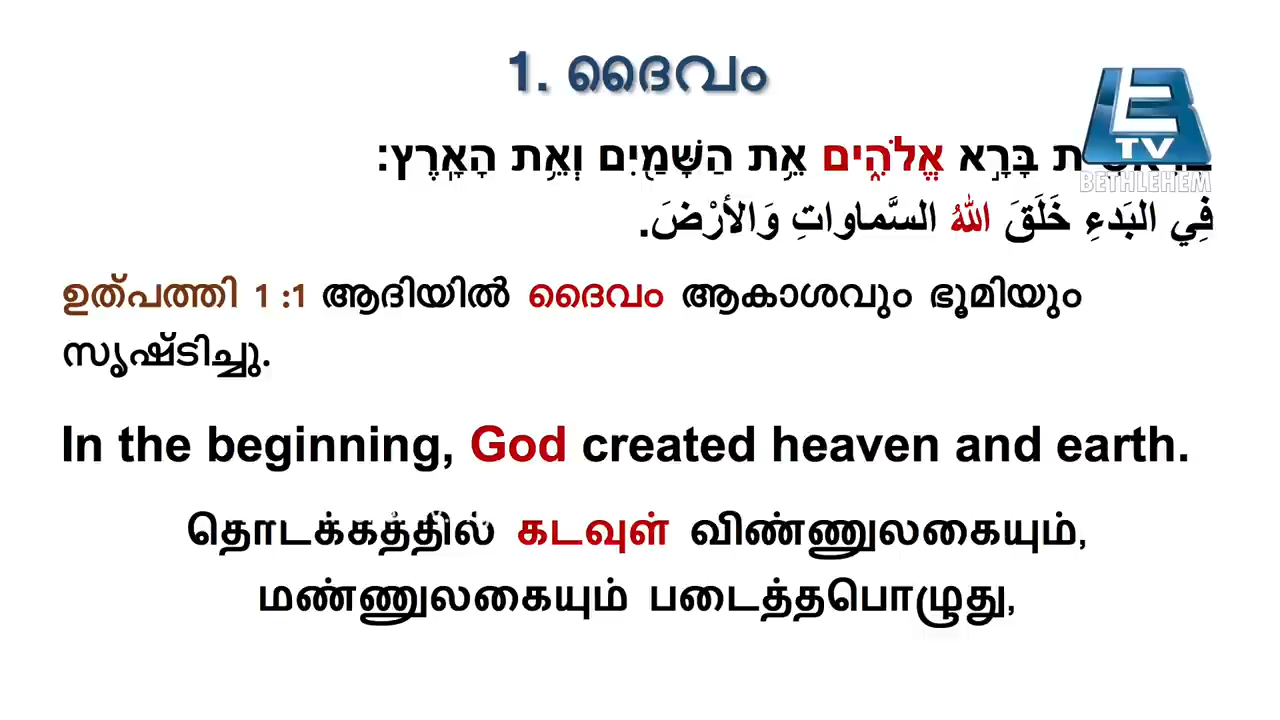 1. ദൈവം
ת בָּרָ֣א אֱלֹהִ֑ים אֵ֥ת הַשָּׁמַ֖יִם וְאֵ֥ת הָאָֽרֶץ׃
فِي البَدءِ خَلَقَ اللهُ السَّماواتِ وَالأرْضَ.
ഉത്പത്തി 1 :1 ആദിയിൽ ദൈവം ആകാശവും ഭൂമിയും
സൃഷ്ടിച്ചു.
In the beginning, God created heaven and earth.
தொடக்கத்தில் கடவுள் விண்ணுலகையும்,
மண்ணுலகையும் படைத்தபொழுது,
TV
BETHLEHEM